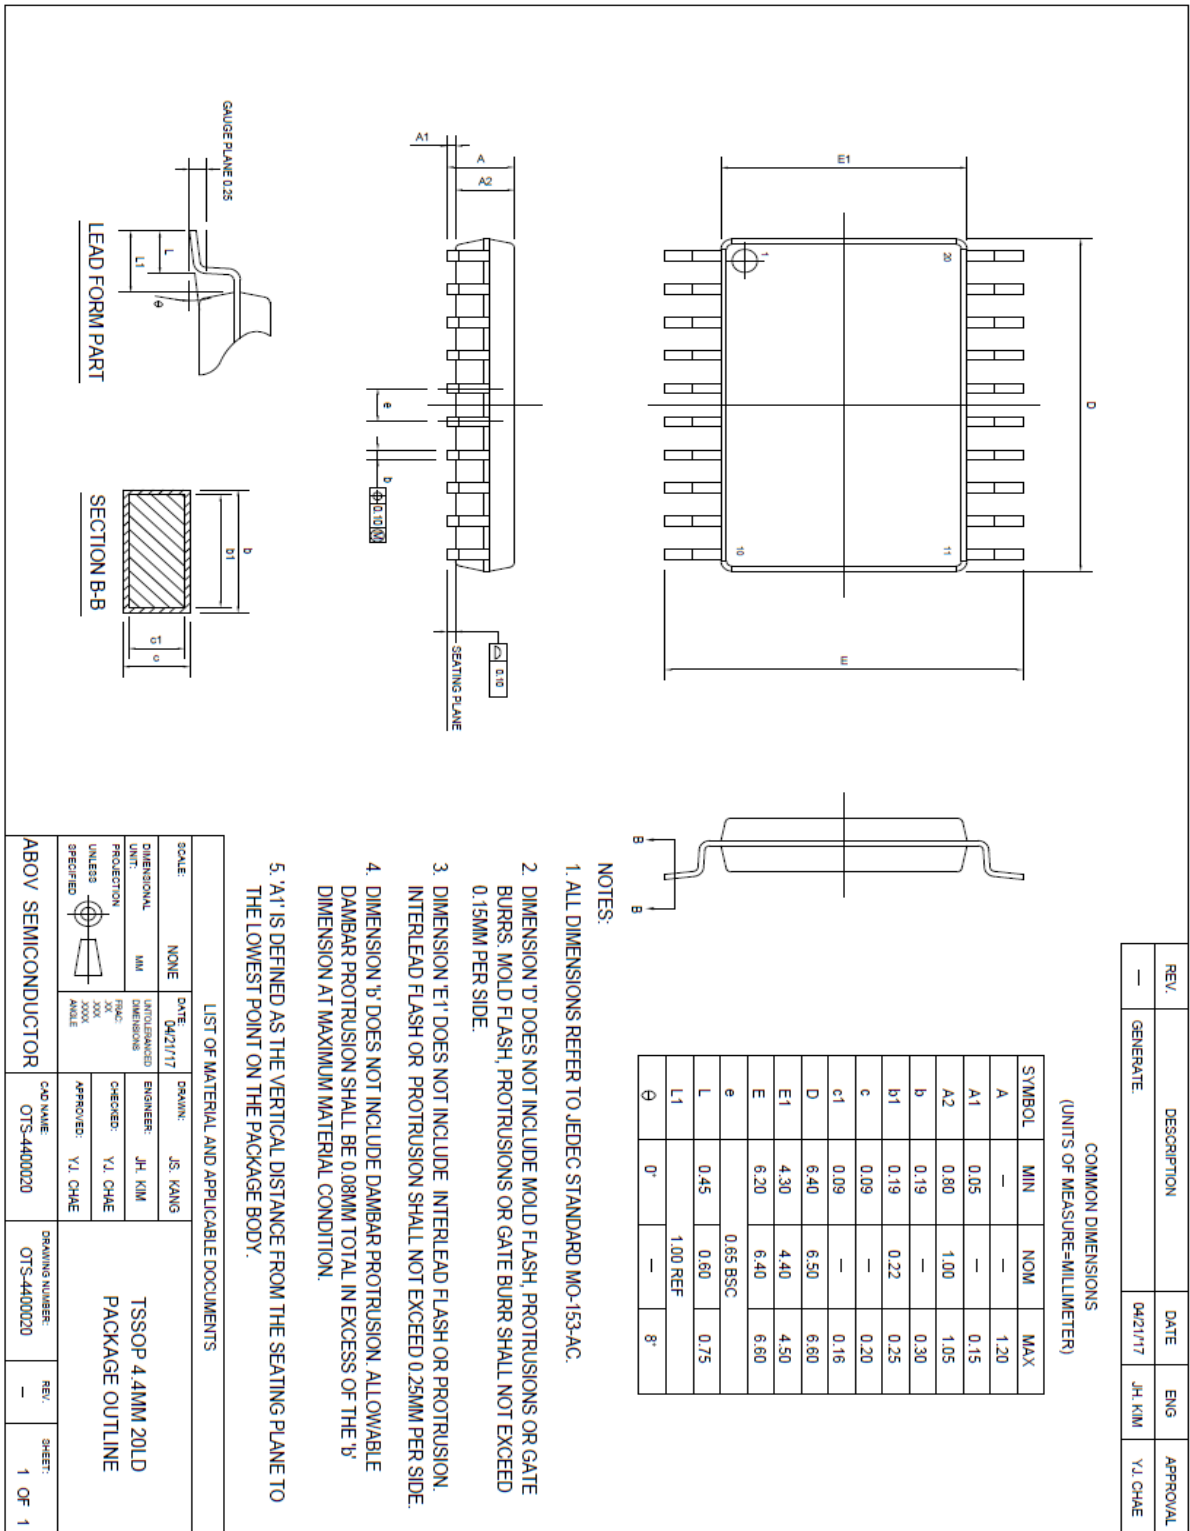 REV. DESCRIPTION DATE ENG APPROVAL
— GENERATE. 04/21/'17 JH. KIM YJ. CHAE
COMMON DIMENSIONS
(UNITS OF MEASURE=MILLIMETER)
SYMBOL MIN NOM MAX
A — — 1.20
A1 0.05 — 0.15
A2 0.80 1.00 1.05
b 0.19 — 0.30
b1 0.19 0.22 0.25
c 0.09 — 0.20
c1 0.09 — 0.16
D 6.40 6.50 6.60
E1 4.30 4.40 4.50
E 6.20 6.40 6.60
e 0.65 BSC
L 0.45 0.60 0.75
L1 1.00 REF
Θ 0° — 8°
D
E1
E
20
11
1
10
B
B
A1
A
A2
e
b
0.10 M
0.10
SEATING PLANE
GAUGE PLANE 0.25
L
L1
Θ
LEAD FORM PART
b
b1
c1
c
SECTION B-B
NOTES:
1. ALL DIMENSIONS REFER TO JEDEC STANDARD MO-153-AC.
2. DIMENSION 'D' DOES NOT INCLUDE MOLD FLASH, PROTRUSIONS OR GATE
BURRS. MOLD FLASH, PROTRUSIONS OR GATE BURR SHALL NOT EXCEED
0.15MM PER SIDE.
3. DIMENSION 'E1' DOES NOT INCLUDE INTERLEAD FLASH OR PROTRUSION.
INTERLEAD FLASH OR PROTRUSION SHALL NOT EXCEED 0.25MM PER SIDE.
4. DIMENSION 'b' DOES NOT INCLUDE DAMBAR PROTRUSION. ALLOWABLE
DAMBAR PROTRUSION SHALL BE 0.08MM TOTAL IN EXCESS OF THE 'b'
DIMENSION AT MAXIMUM MATERIAL CONDITION.
5. 'A1' IS DEFINED AS THE VERTICAL DISTANCE FROM THE SEATING PLANE TO
THE LOWEST POINT ON THE PACKAGE BODY.
LIST OF MATERIAL AND APPLICABLE DOCUMENTS
SCALE: NONE
DATE: 04/21/'17
DRAWN: JS. KANG
DIMENSIONAL
UNIT: MM
PROJECTION
UNLESS
SPECIFIED
UNTOLERANCED
DIMENSIONS
FRAC:
.XX
.XXX
.XXXX
ANGLE
ENGINEER: JH. KIM
CHECKED: YJ. CHAE
APPROVED: YJ. CHAE
TSSOP 4.4MM 20LD
PACKAGE OUTLINE
ABOV SEMICONDUCTOR
CAD NAME:
OTS-4400020
DRAWING NUMBER:
OTS-4400020
REV.
—
SHEET:
1 OF 1